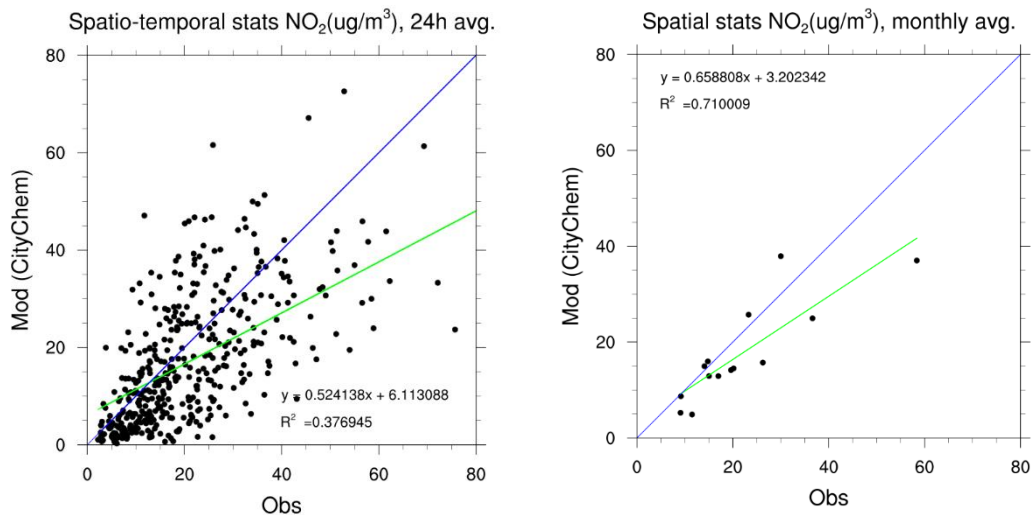 Spatio-temporal stats NO₂(ug/m³), 24h avg.
80
60
40
20
0
Mod (CityChem)
y = 0.524138x + 6.113088
R² =0.376945
0 20 40 60 80
Obs
Spatial stats NO₂(ug/m³), monthly avg.
y = 0.658808x + 3.202342
R² =0.710009
80
60
40
20
0
Mod (CityChem)
0 20 40 60 80
Obs